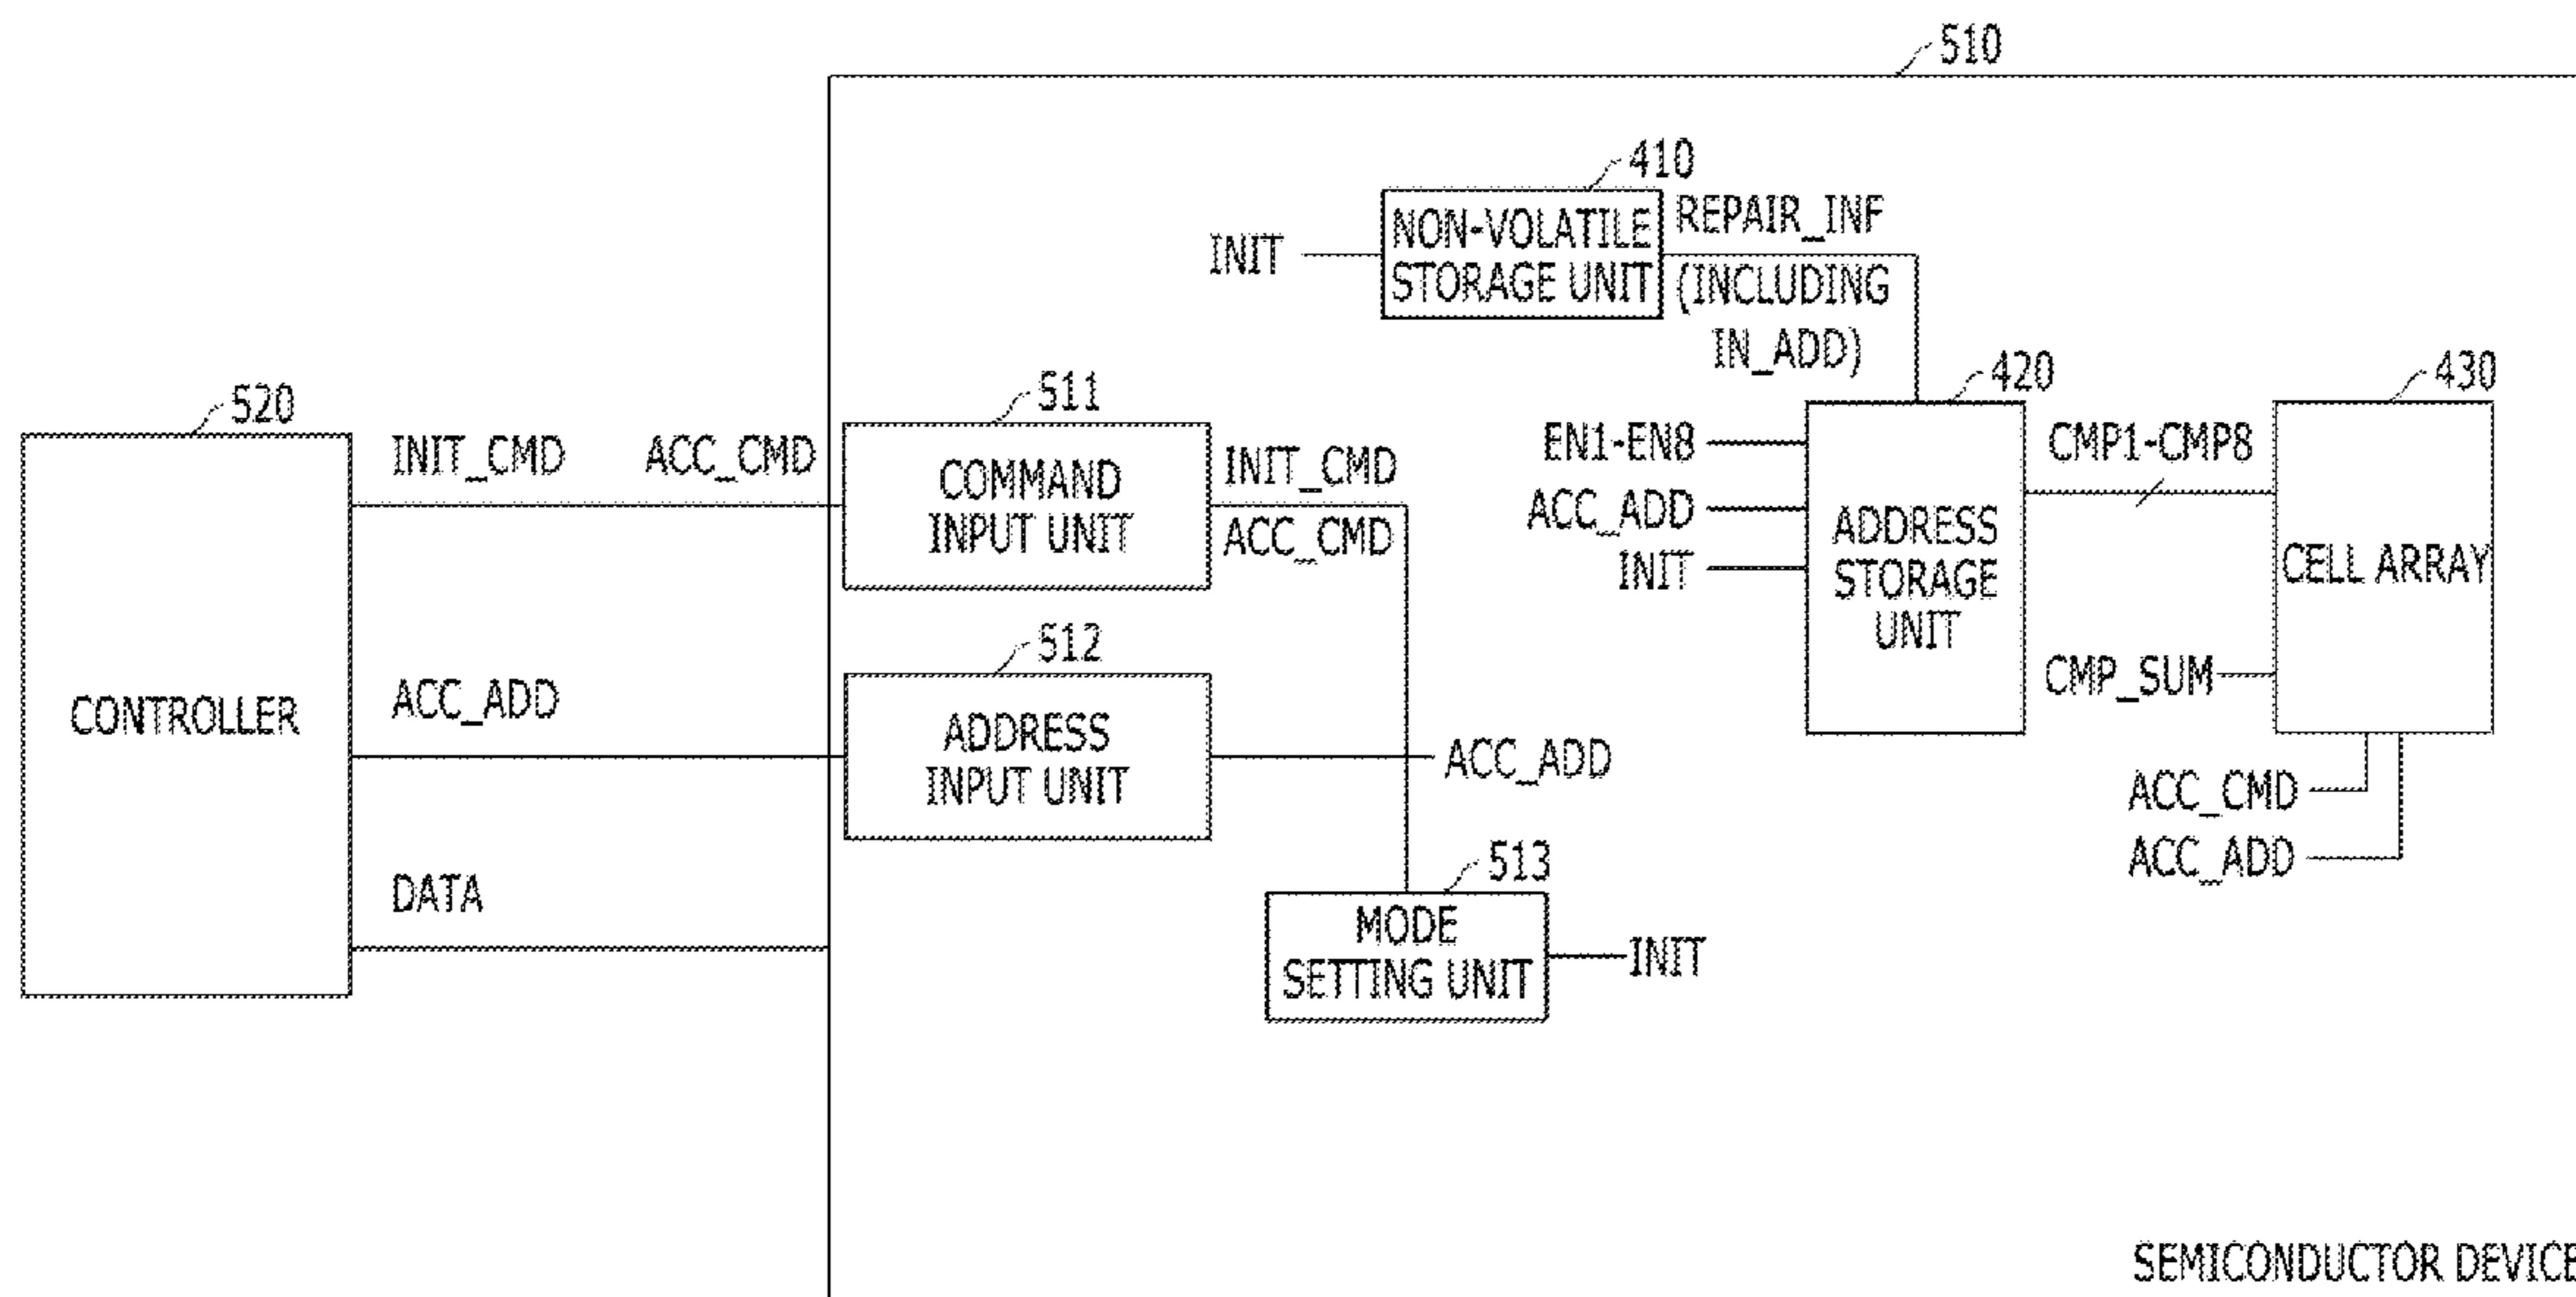 510
410
NON-VOLATILE
STORAGE UNIT
INIT
REPAIR_INF
(INCLUDING
IN_ADD)
520
CONTROLLER
INIT_CMD
ACC_CMD
511
COMMAND
INPUT UNIT
INIT_CMD
ACC_CMD
420
EN1-EN8
ACC_ADD
INIT
ADDRESS
STORAGE
UNIT
CMP1-CMP8
430
CELL ARRAY
CMP_SUM
ACC_CMD
ACC_ADD
ACC_ADD
512
ADDRESS
INPUT UNIT
ACC_ADD
DATA
513
MODE
SETTING UNIT
INIT
SEMICONDUCTOR DEVICE